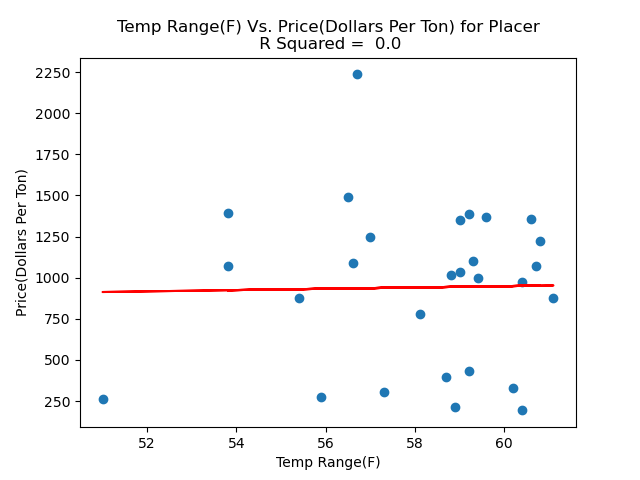 Temp Range(F) Vs. Price(Dollars Per Ton) for Placer
R Squared =  0.0
2250
2000
1750
1500
1250
1000
750
500
250
Price(Dollars Per Ton)
52 54 56 58 60
Temp Range(F)